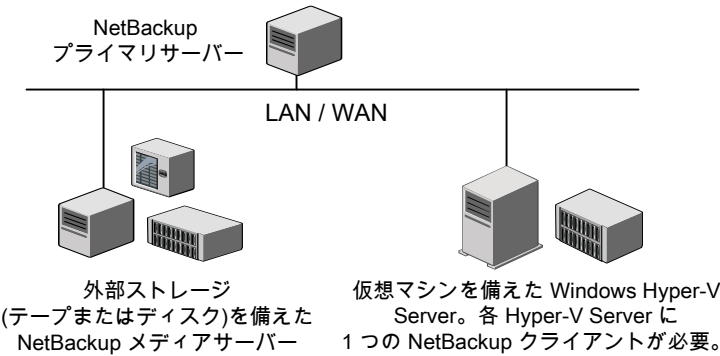 NetBackup
プライマリサーバー
LAN / WAN
外部ストレージ
(テープまたはディスク)を備えた
NetBackup メディアサーバー
仮想マシンを備えた Windows Hyper-V
Server。各 Hyper-V Server に
1 つの NetBackup クライアントが必要。